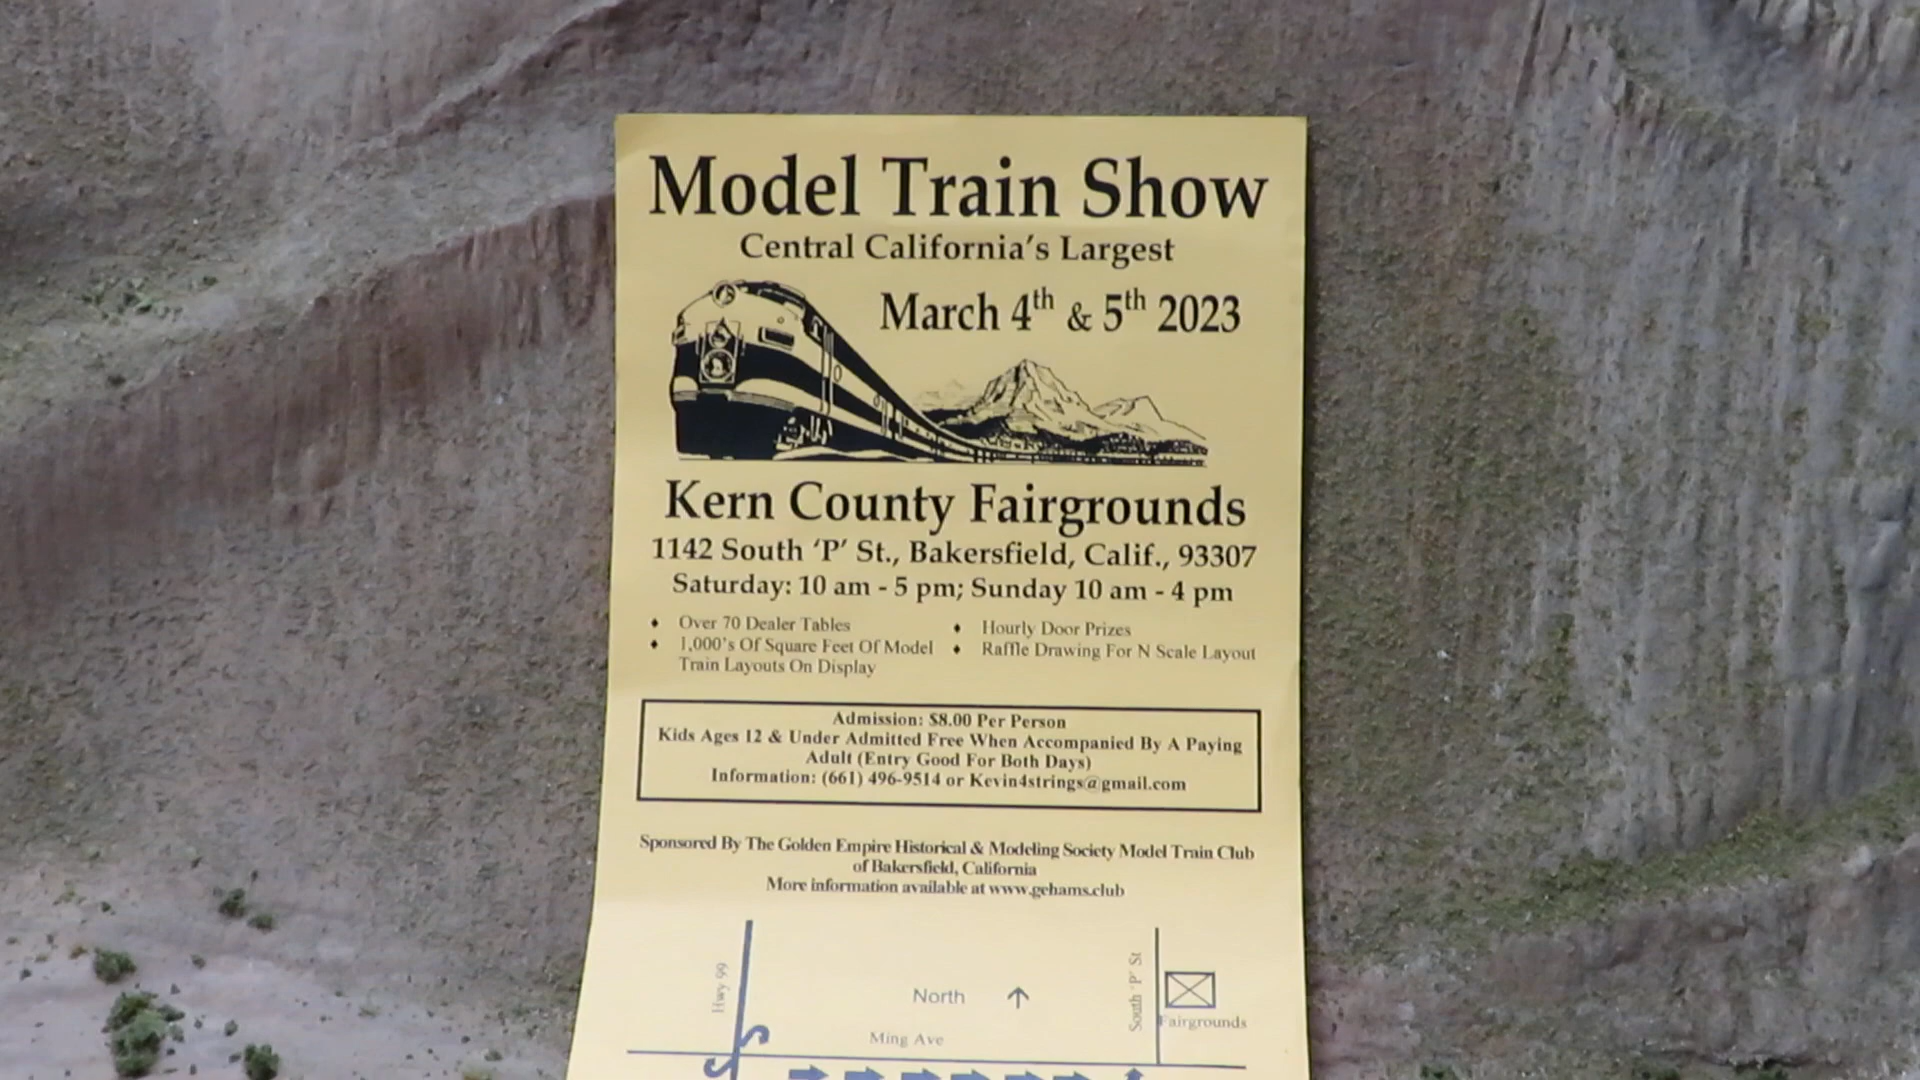 Model Train Show
Central California's Largest
March 4th & 5th 2023
Kern County Fairgrounds
1142 South 'P' St., Bakersfield, Calif., 93307
Saturday: 10 am - 5 pm; Sunday 10 am - 4 pm
♦ Over 70 Dealer Tables
♦ 1,000's Of Square Feet Of Model
Train Layouts On Display
♦ Hourly Door Prizes
♦ Raffle Drawing For N Scale Layout
Admission: $8.00 Per Person
Kids Ages 12 & Under Admitted Free When Accompanied By A Paying
Adult (Entry Good For Both Days)
Information: (661) 496-9514 or Kevin4strings@gmail.com
Sponsored By The Golden Empire Historical & Modeling Society Model Train Club
of Bakersfield, California
More information available at www.gehams.club
Hwy 99
North
South 'P' St
Fairgrounds
Ming Ave